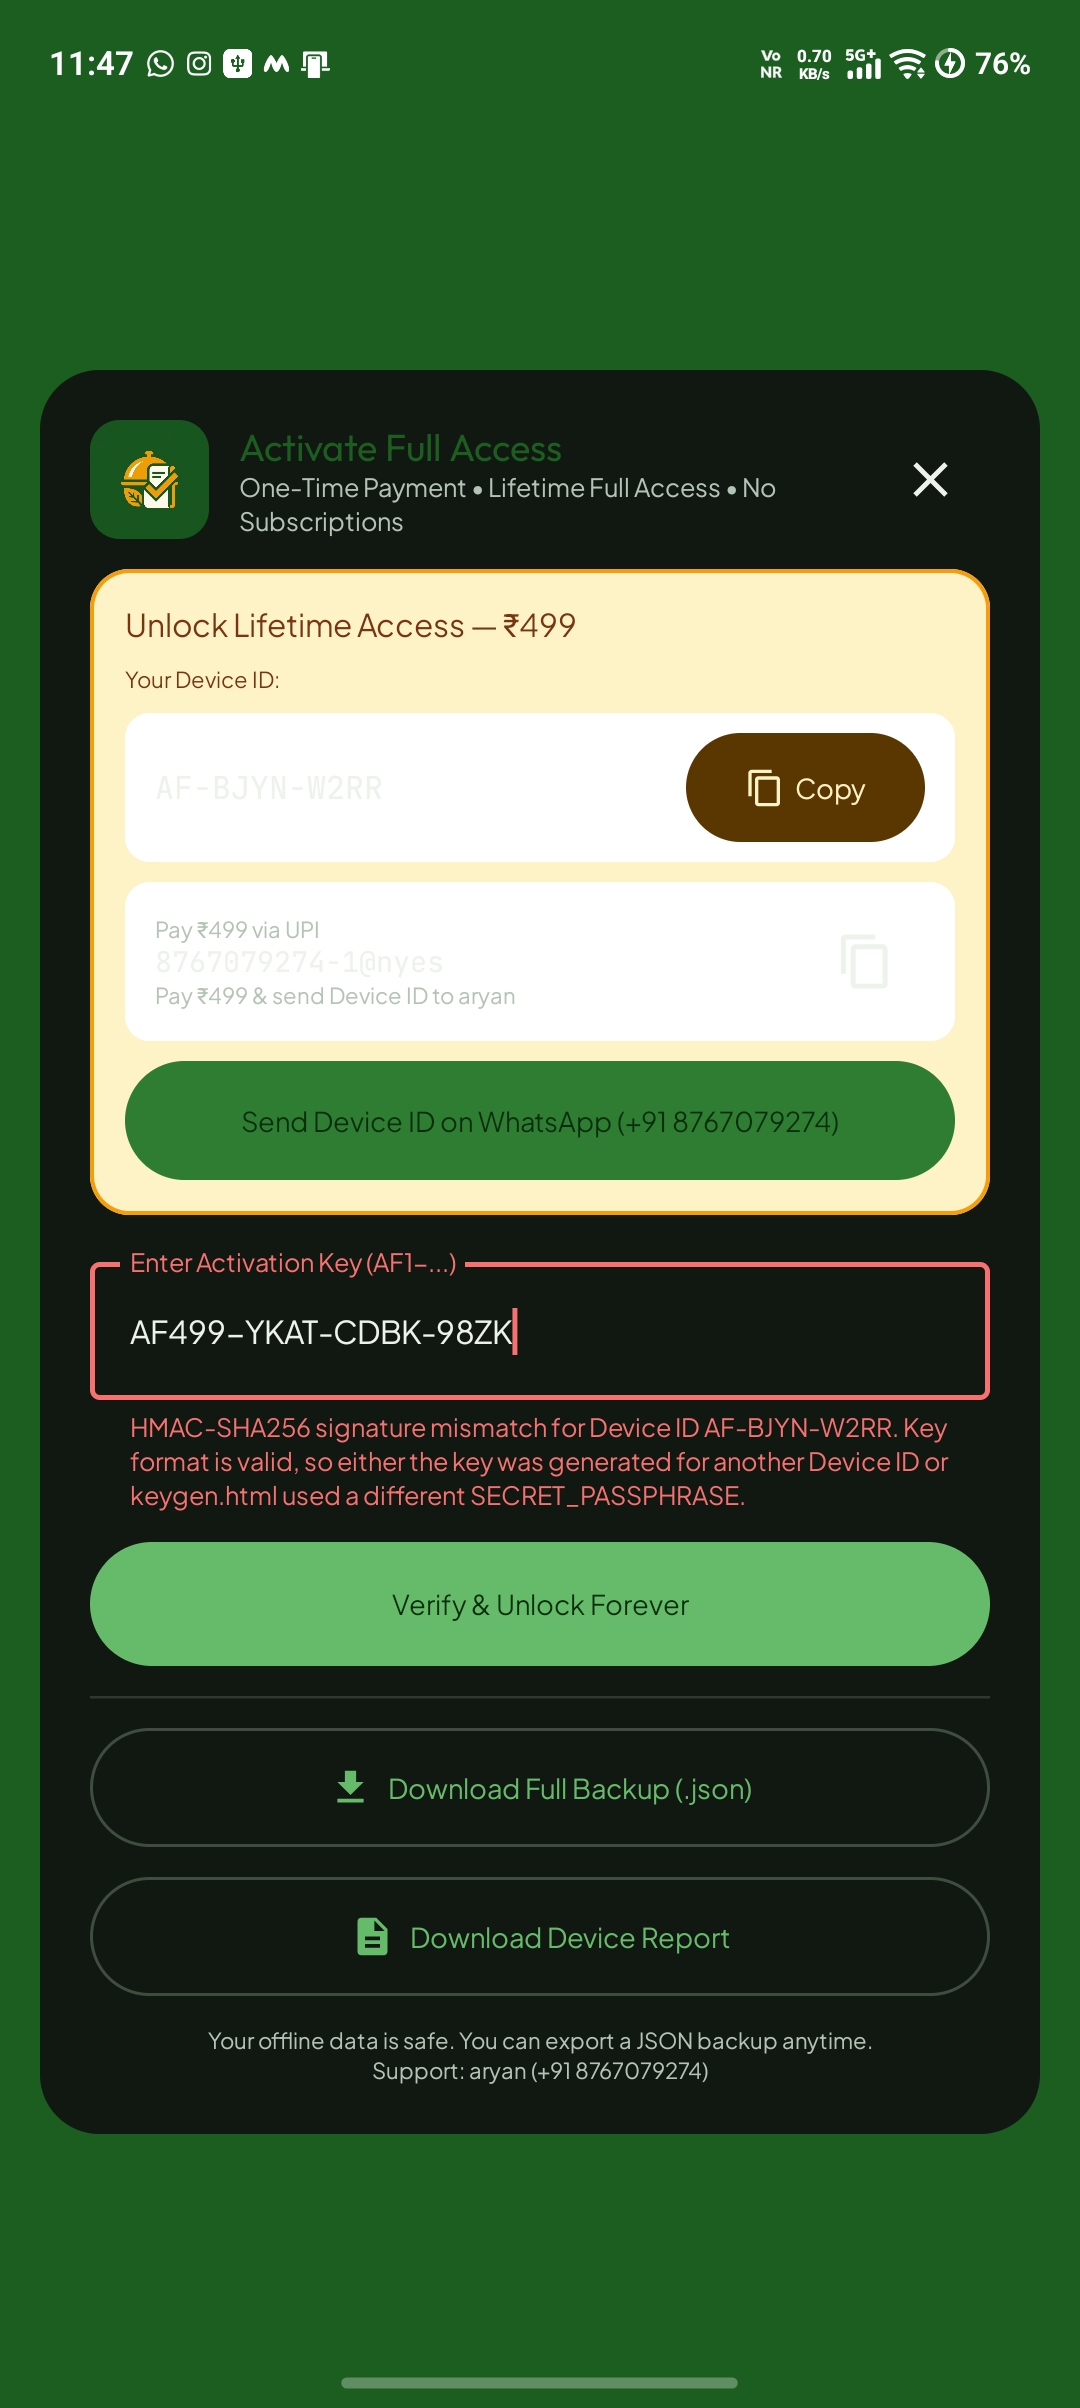 11:47
Vo
NR
0.70
KB/s
5G+
76%
Activate Full Access
One-Time Payment • Lifetime Full Access • No
Subscriptions
Unlock Lifetime Access — ₹499
Your Device ID:
AF-BJYN-W2RR
Copy
Pay ₹499 via UPI
8767079274-1@nyes
Pay ₹499 & send Device ID to aryan
Send Device ID on WhatsApp (+91 8767079274)
Enter Activation Key (AF1-...)
AF499-YKAT-CDBK-98ZK
HMAC-SHA256 signature mismatch for Device ID AF-BJYN-W2RR. Key
format is valid, so either the key was generated for another Device ID or
keygen.html used a different SECRET_PASSPHRASE.
Verify & Unlock Forever
Download Full Backup (.json)
Download Device Report
Your offline data is safe. You can export a JSON backup anytime.
Support: aryan (+91 8767079274)